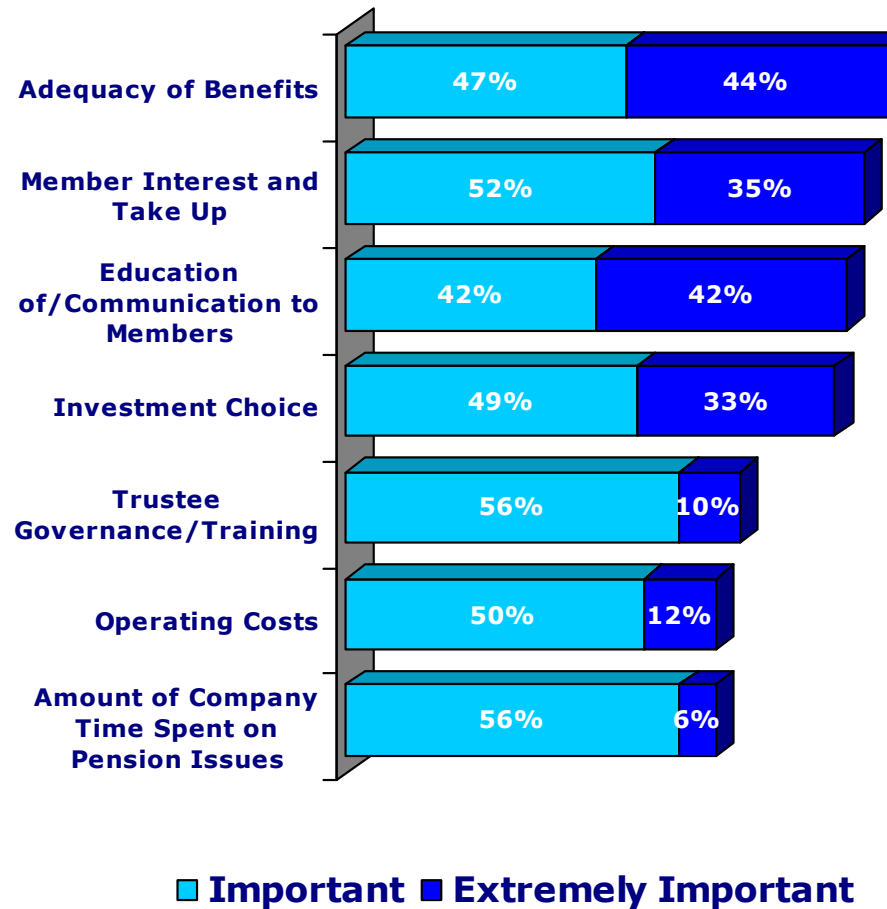 Adequacy of Benefits
47% 44%
Member Interest and
Take Up
52% 35%
Education
of/Communication to
Members
42% 42%
Investment Choice
49% 33%
Trustee
Governance/Training
56% 10%
Operating Costs
50% 12%
Amount of Company
Time Spent on
Pension Issues
56% 6%
Important Extremely Important